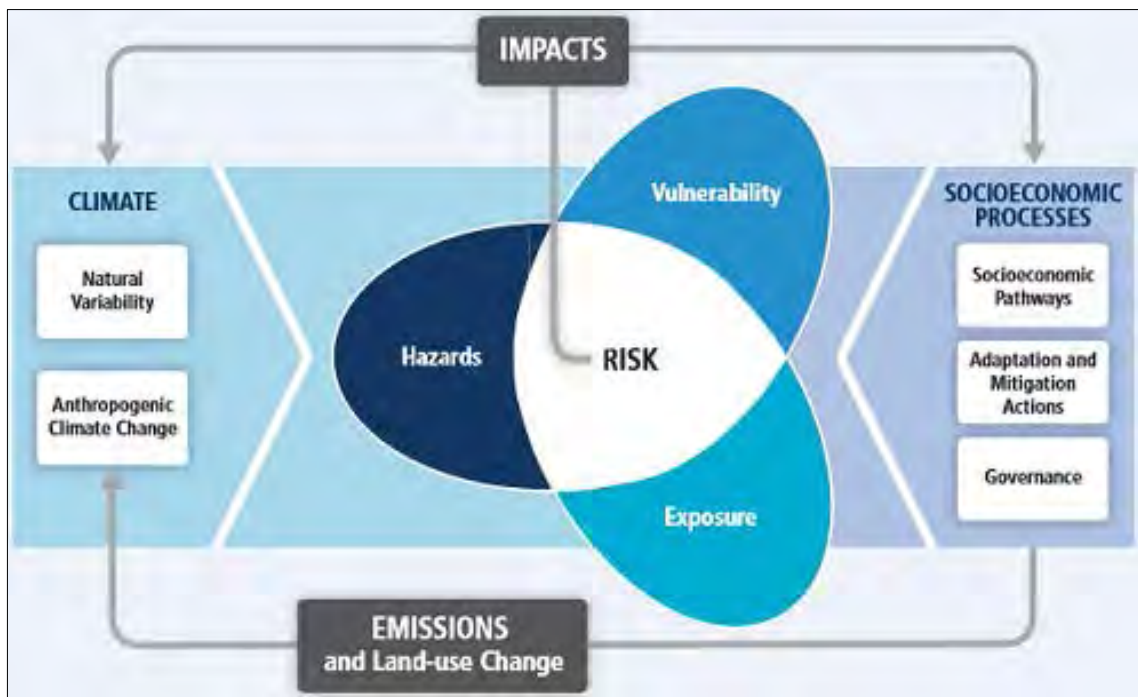 IMPACTS
CLIMATE
Natural
Variability
Anthropogenic
Climate Change
Vulnerability
Hazards
RISK
Exposure
SOCIOECONOMIC
PROCESSES
Socioeconomic
Pathways
Adaptation and
Mitigation
Actions
Governance
EMISSIONS
and Land-use Change